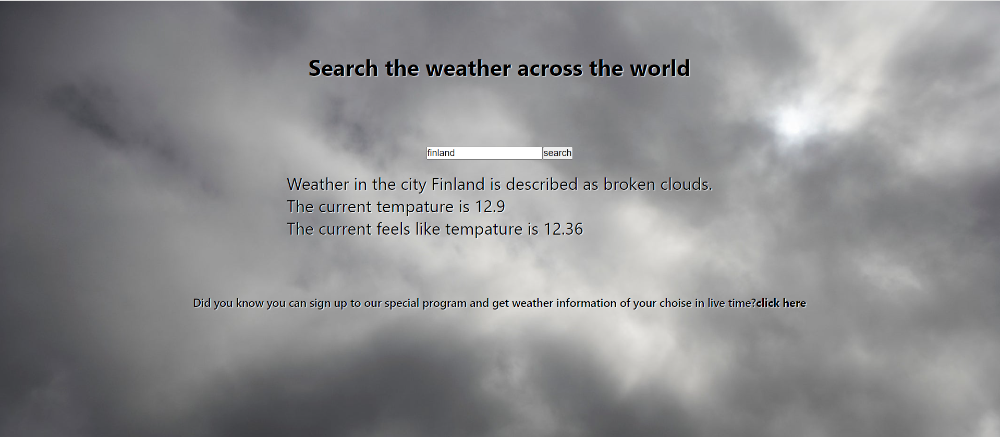 Search the weather across the world
finland search
Weather in the city Finland is described as broken clouds.
The current tempature is 12.9
The current feels like tempature is 12.36
Did you know you can sign up to our special program and get weather information of your choise in live time?click here